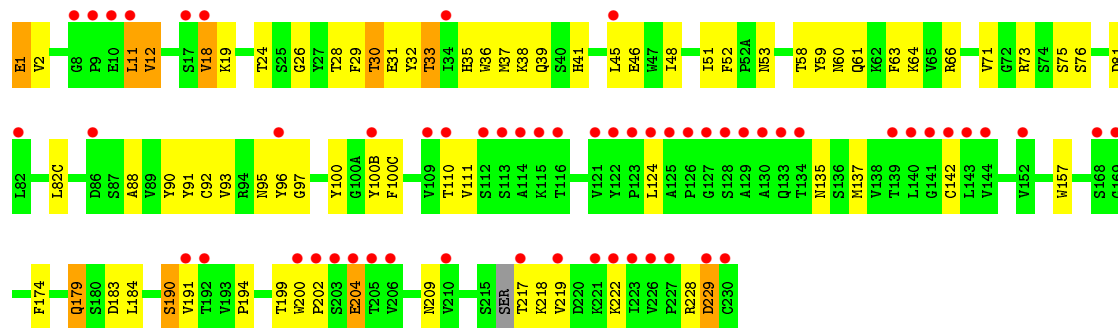 E1 V2 G8 P9 E10 L11 V12 S17 V18 K19 T24 S25 G26 Y27 T28 F29 T30 E31 Y32 T33 I34 H35 W36 M37 K38 Q39 S40 H41 L45 E46 W47 I48 I51 F52 P52A N53 T58 Y59 N60 Q61 K62 F63 K64 V65 R66 V71 G72 R73 S74 S75 S76 D81
L82 L82C D86 S87 A88 V89 Y90 Y91 C92 V93 R94 N95 Y96 G97 Y100 G100A Y100B F100C V109 T110 V111 S112 S113 A114 K115 T116 V121 Y122 P123 L124 A125 P126 G127 S128 A129 A130 Q133 T134 N135 S136 M137 V138 T139 L140 G141 C142 L143 V144 V152 W157 S168 G169
F174 Q179 S180 D183 L184 S190 V191 T192 V193 P194 T199 W200 P202 S203 E204 T205 V206 N209 V210 S215 SER T217 K218 V219 D220 K221 K222 I223 V226 P227 R228 D229 C230